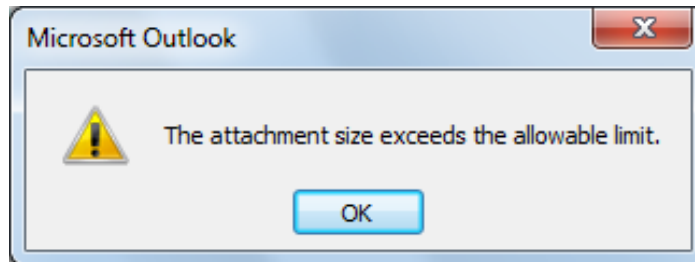 Microsoft Outlook
The attachment size exceeds the allowable limit.
OK